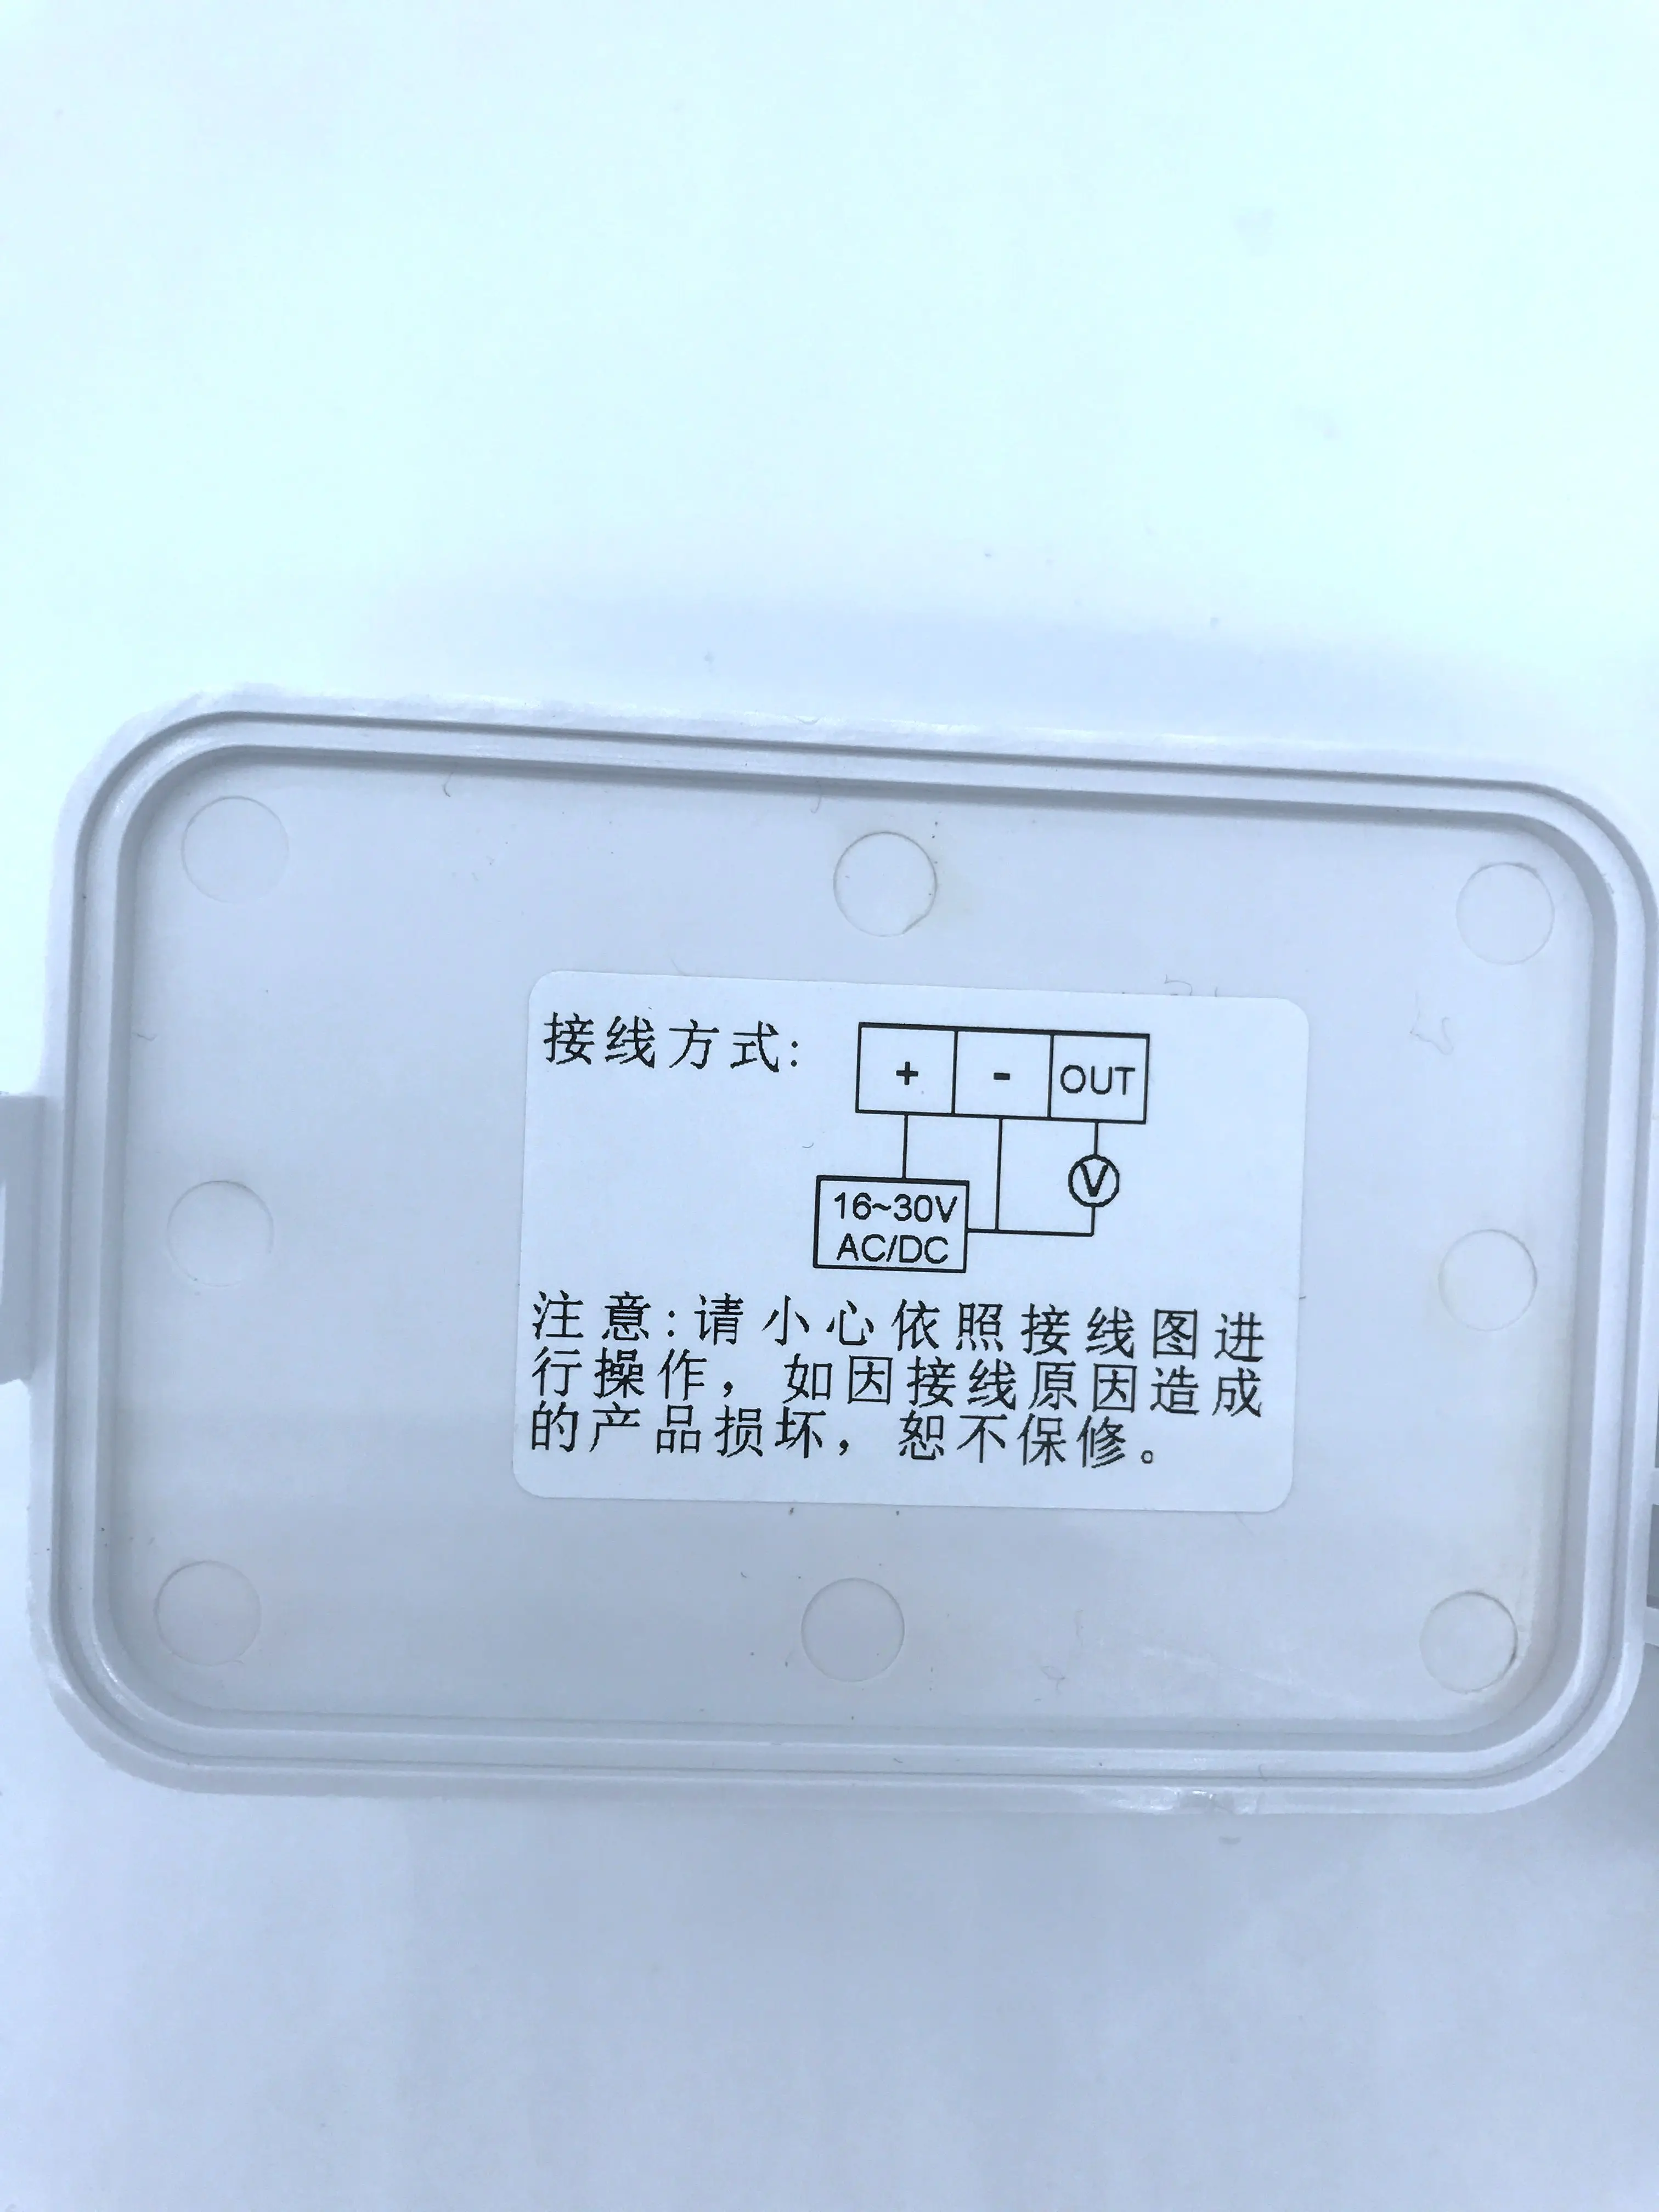 接线方式:
+ - OUT
V
16~30V
AC/DC
注意:请小心依照接线图进
行操作，如因接线原因造成
的产品损坏，恕不保修。